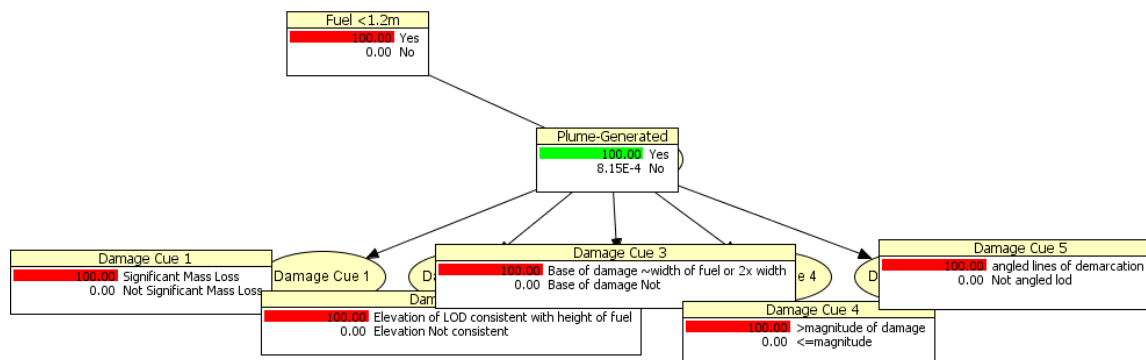 Fuel <1.2m
100.00 Yes
0.00 No
Plume-Generated
100.00 Yes
8.15E-4 No
Damage Cue 1
100.00 Significant Mass Loss
0.00 Not Significant Mass Loss
Damage Cue 1
Da
Damage Cue 3
100.00 Base of damage ~width of fuel or 2x width
0.00 Base of damage Not
e 4
D
Damage Cue 5
100.00 angled lines of demarcation
0.00 Not angled lod
Dam
100.00 Elevation of LOD consistent with height of fuel
0.00 Elevation Not consistent
Damage Cue 4
100.00 >magnitude of damage
0.00 <=magnitude